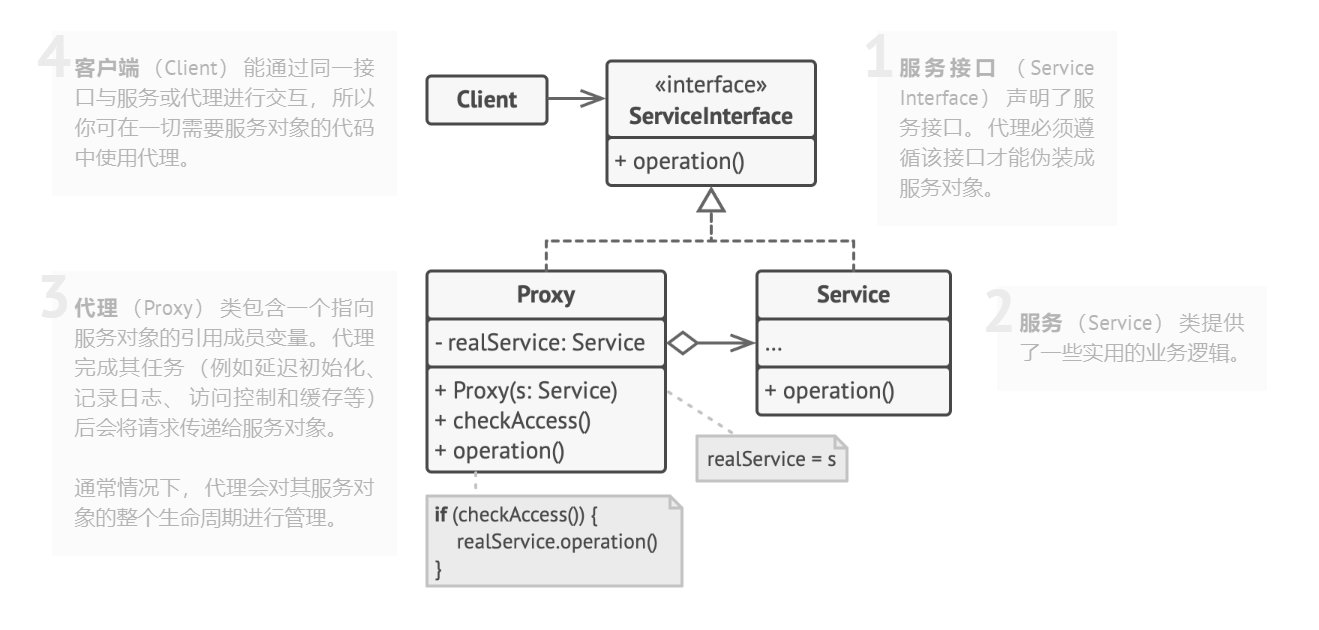 4
客户端 （Client） 能通过同一接
口与服务或代理进行交互， 所以
你可在一切需要服务对象的代码
中使用代理。
Client
«interface»
ServiceInterface
+ operation()
1
服务接口 （Service
Interface） 声明了服
务接口。 代理必须遵
循该接口才能伪装成
服务对象。
3
代理 （Proxy） 类包含一个指向
服务对象的引用成员变量。 代理
完成其任务 （例如延迟初始化、
记录日志、 访问控制和缓存等）
后会将请求传递给服务对象。
通常情况下， 代理会对其服务对
象的整个生命周期进行管理。
Proxy
- realService: Service
+ Proxy(s: Service)
+ checkAccess()
+ operation()
Service
...
+ operation()
2
服务 （Service） 类提供
了一些实用的业务逻辑。
realService = s
if (checkAccess()) {
realService.operation()
}